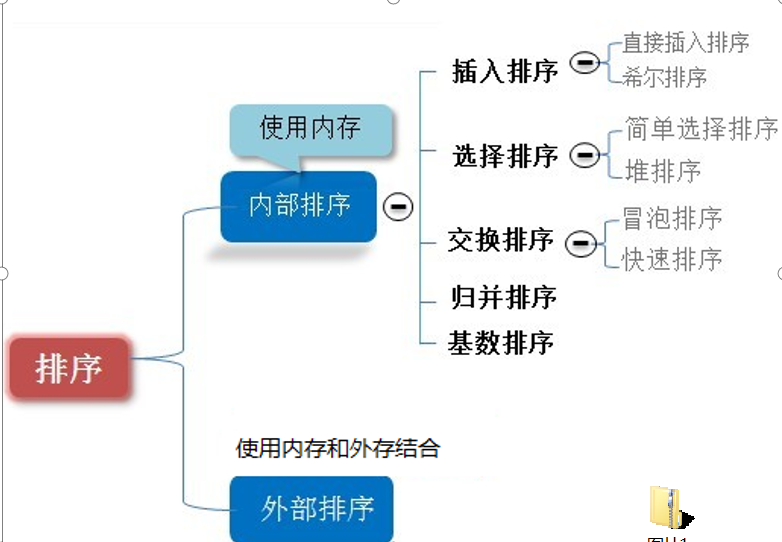 直接插入排序
插入排序
希尔排序
使用内存
简单选择排序
选择排序
堆排序
内部排序
冒泡排序
交换排序
快速排序
归并排序
基数排序
排序
使用内存和外存结合
外部排序